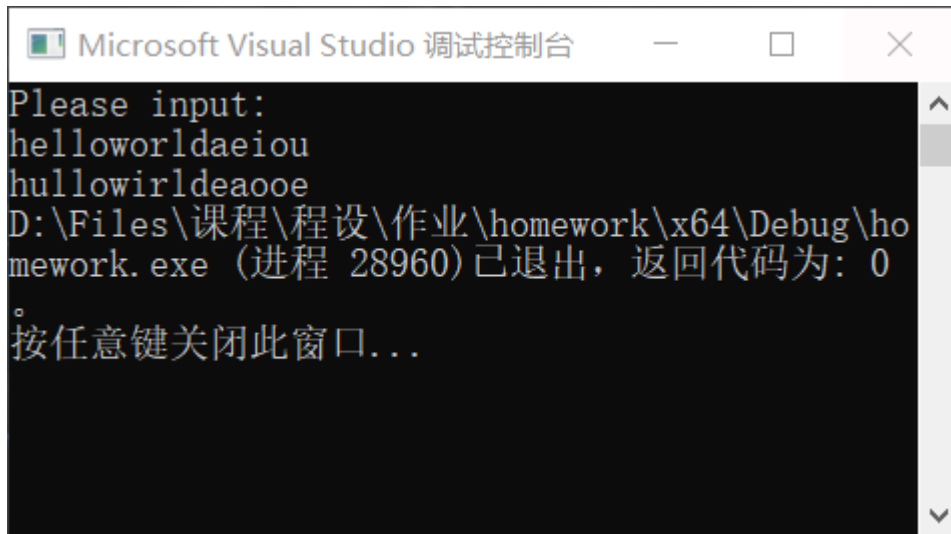 Microsoft Visual Studio 调试控制台
Please input:
helloworldaeiou
hullowirldeaooe
D:\Files\课程\程设\作业\homework\x64\Debug\ho
mework.exe (进程 28960)已退出，返回代码为: 0
。
按任意键关闭此窗口...